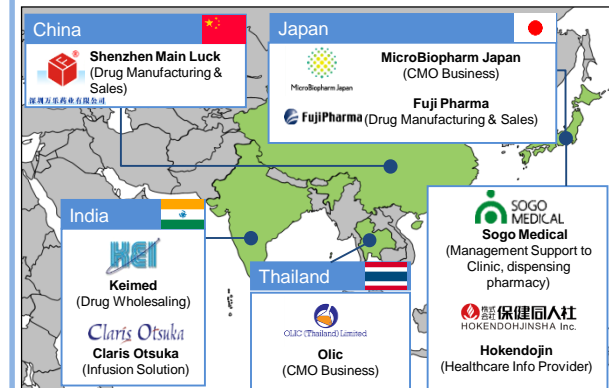 China
Shenzhen Main Luck
(Drug Manufacturing &
Sales)
深圳万乐药业有限公司
Japan
MicroBiopharm Japan
MicroBiopharm Japan
(CMO Business)
FujiPharma
Fuji Pharma
(Drug Manufacturing & Sales)
India
KEI
Keimed
(Drug Wholesaling)
Claris Otsuka
Claris Otsuka
(Infusion Solution)
Thailand
OLIC (Thailand) Limited
Olic
(CMO Business)
SOGO
MEDICAL
Sogo Medical
(Management Support to
Clinic, dispensing
pharmacy)
株式会社 保健同人社
HOKENDOHJINSHA Inc.
Hokendojin
(Healthcare Info Provider)